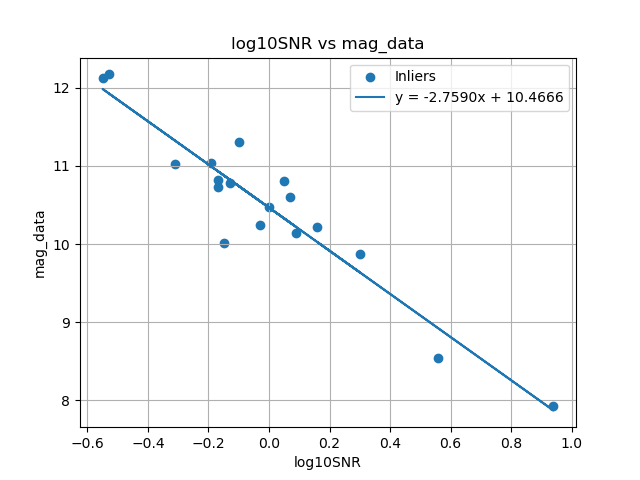 log10SNR vs mag_data
Inliers
y = -2.7590x + 10.4666
12
11
10
9
8
mag_data
−0.6 −0.4 −0.2 0.0 0.2 0.4 0.6 0.8 1.0
log10SNR